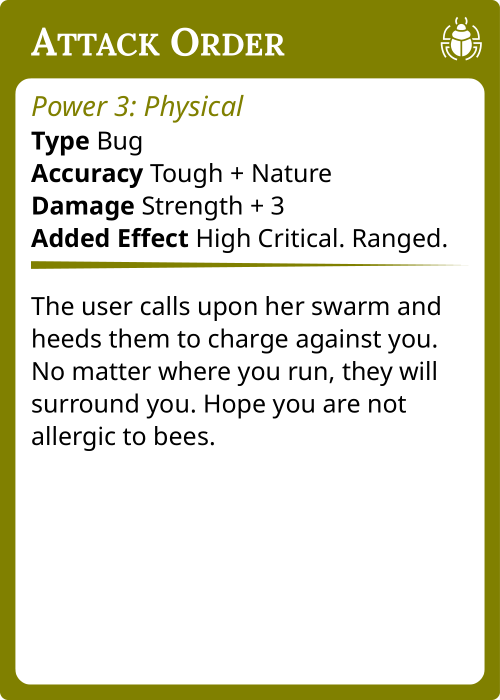 Attack Order
Power 3: Physical
Type Bug
Accuracy Tough + Nature
Damage Strength + 3
Added Effect High Critical. Ranged.
The user calls upon her swarm and
heeds them to charge against you.
No matter where you run, they will
surround you. Hope you are not
allergic to bees.